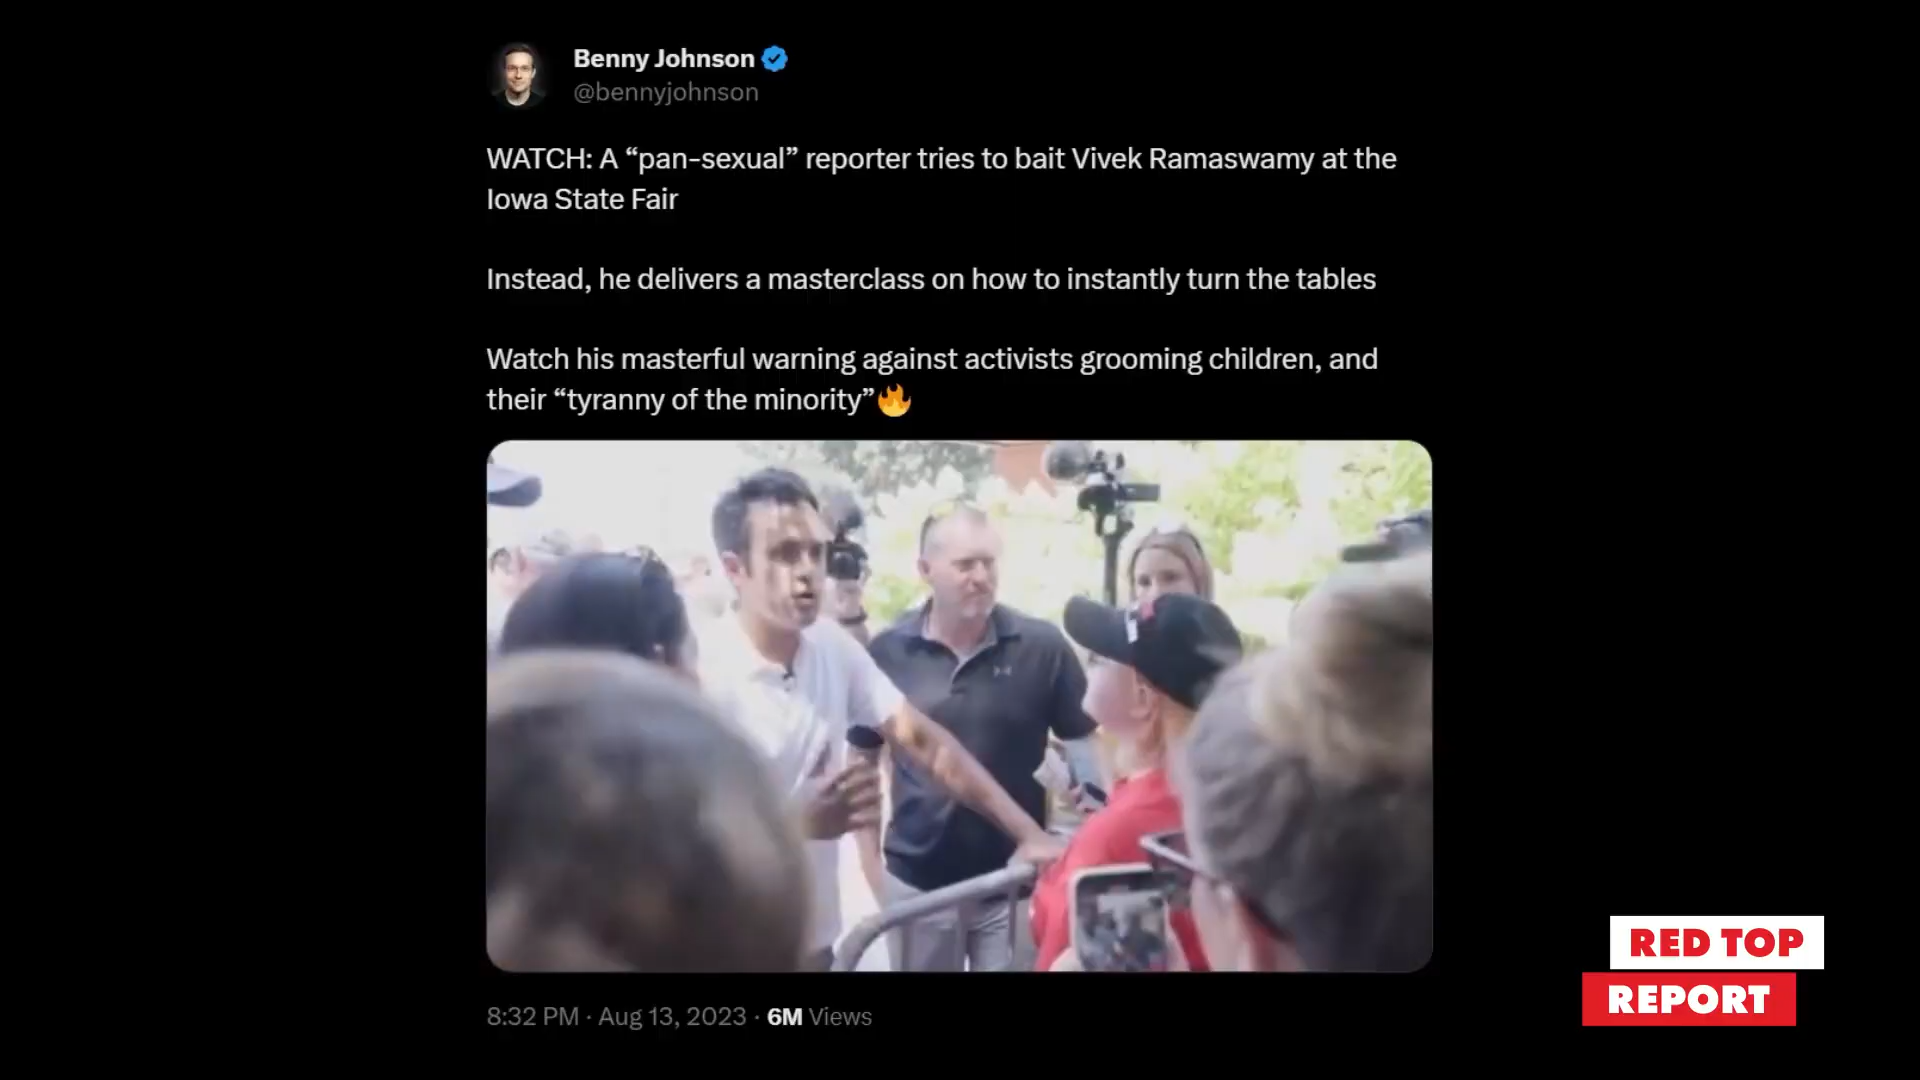 Benny Johnson
@bennyjohnson
WATCH: A “pan-sexual” reporter tries to bait Vivek Ramaswamy at the
Iowa State Fair
Instead, he delivers a masterclass on how to instantly turn the tables
Watch his masterful warning against activists grooming children, and
their “tyranny of the minority”🔥
8:32 PM · Aug 13, 2023 · 6M Views
RED TOP
REPORT